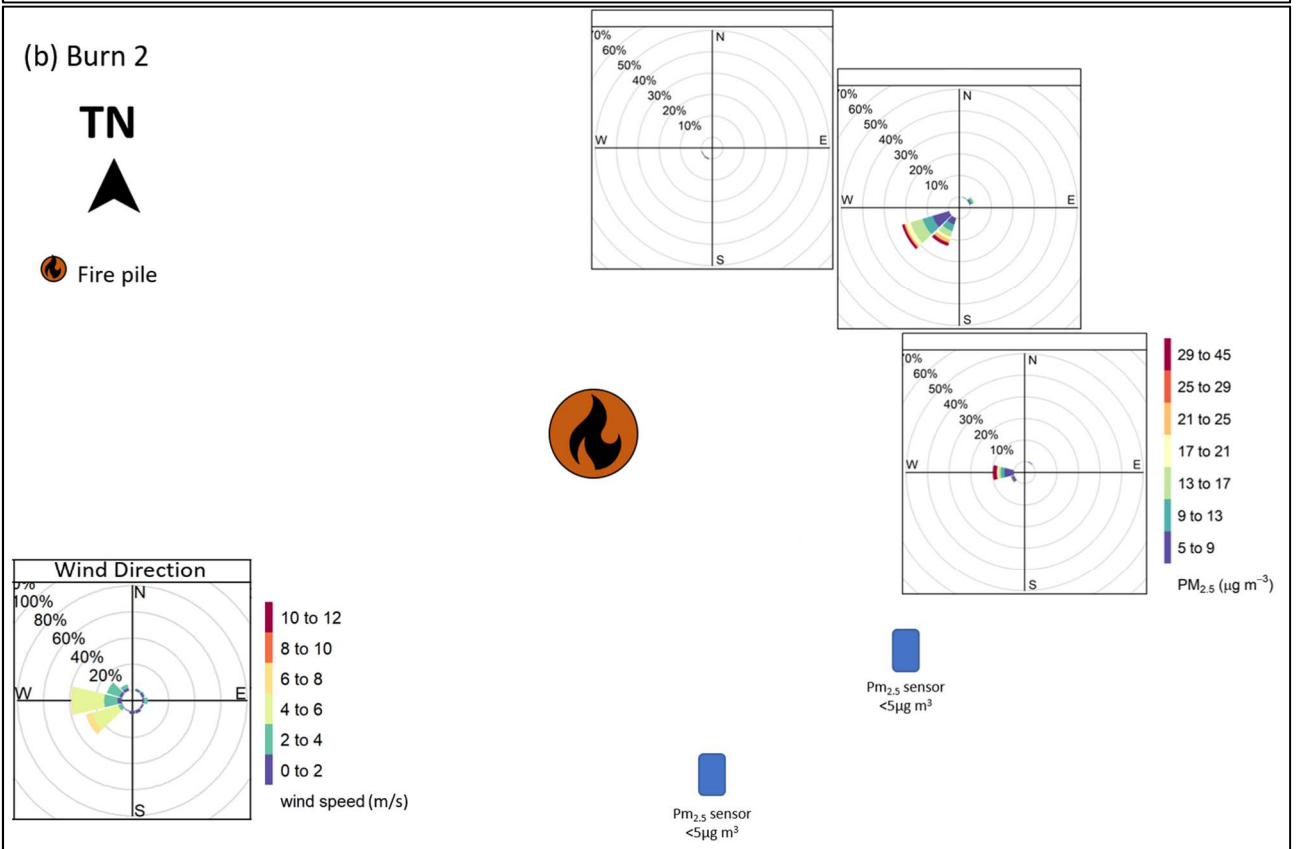 (b) Burn 2
TN
Fire pile
0%
60%
50%
40%
30%
20%
10%
N
W
E
S
0%
60%
50%
40%
30%
20%
10%
N
W
E
S
0%
60%
50%
40%
30%
20%
10%
N
W
E
S
29 to 45
25 to 29
21 to 25
17 to 21
13 to 17
9 to 13
5 to 9
PM2.5 (μg m−3)
Wind Direction
100%
80%
60%
40%
20%
N
W
E
S
10 to 12
8 to 10
6 to 8
4 to 6
2 to 4
0 to 2
wind speed (m/s)
Pm2.5 sensor
<5μg m3
Pm2.5 sensor
<5μg m3